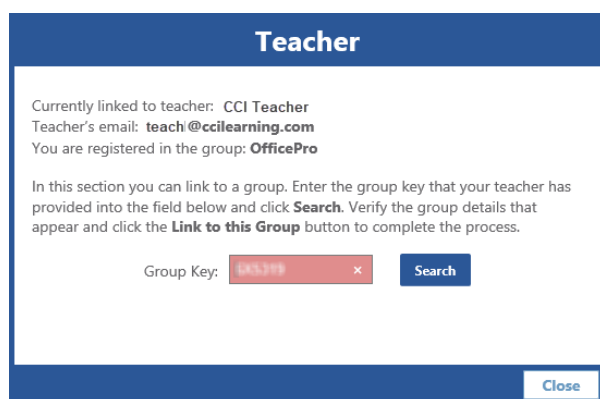 Teacher
Currently linked to teacher: CCI Teacher
Teacher's email: teach@ccilearning.com
You are registered in the group: OfficePro
In this section you can link to a group. Enter the group key that your teacher has
provided into the field below and click Search. Verify the group details that
appear and click the Link to this Group button to complete the process.
Group Key: × Search
Close